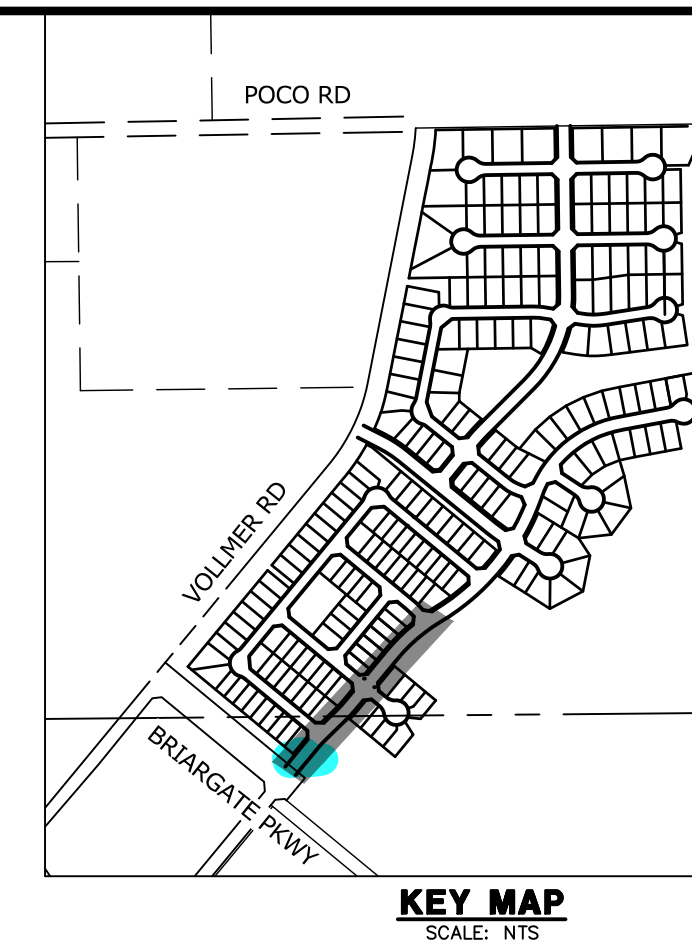 POCO RD
VOLLMER RD
BRIARGATE PKWY
KEY MAP
SCALE: NTS